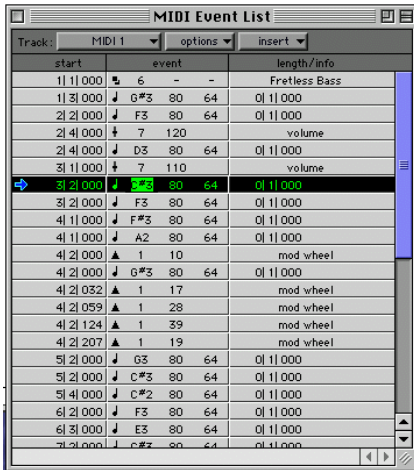 MIDI Event List
Track: MIDI 1 options insert
start event length/info
1| 1| 000 6 - - Fretless Bass
1| 3| 000 G#3 80 64 0| 1| 000
2| 2| 000 F3 80 64 0| 1| 000
2| 4| 000 7 120 volume
2| 4| 000 D3 80 64 0| 1| 000
3| 1| 000 7 110 volume
3| 2| 000 C#3 80 64 0| 1| 000
3| 2| 000 F3 80 64 0| 1| 000
4| 1| 000 F#3 80 64 0| 1| 000
4| 1| 000 A2 80 64 0| 1| 000
4| 2| 000 1 10 mod wheel
4| 2| 000 G#3 80 64 0| 1| 000
4| 2| 032 1 17 mod wheel
4| 2| 059 1 28 mod wheel
4| 2| 124 1 39 mod wheel
4| 2| 207 1 19 mod wheel
5| 2| 000 G3 80 64 0| 1| 000
5| 2| 000 C#3 80 64 0| 1| 000
5| 4| 000 C#2 80 64 0| 1| 000
6| 2| 000 F3 80 64 0| 1| 000
6| 3| 000 E3 80 64 0| 1| 000
7| 2| 000 C#3 80 64 0| 1| 000